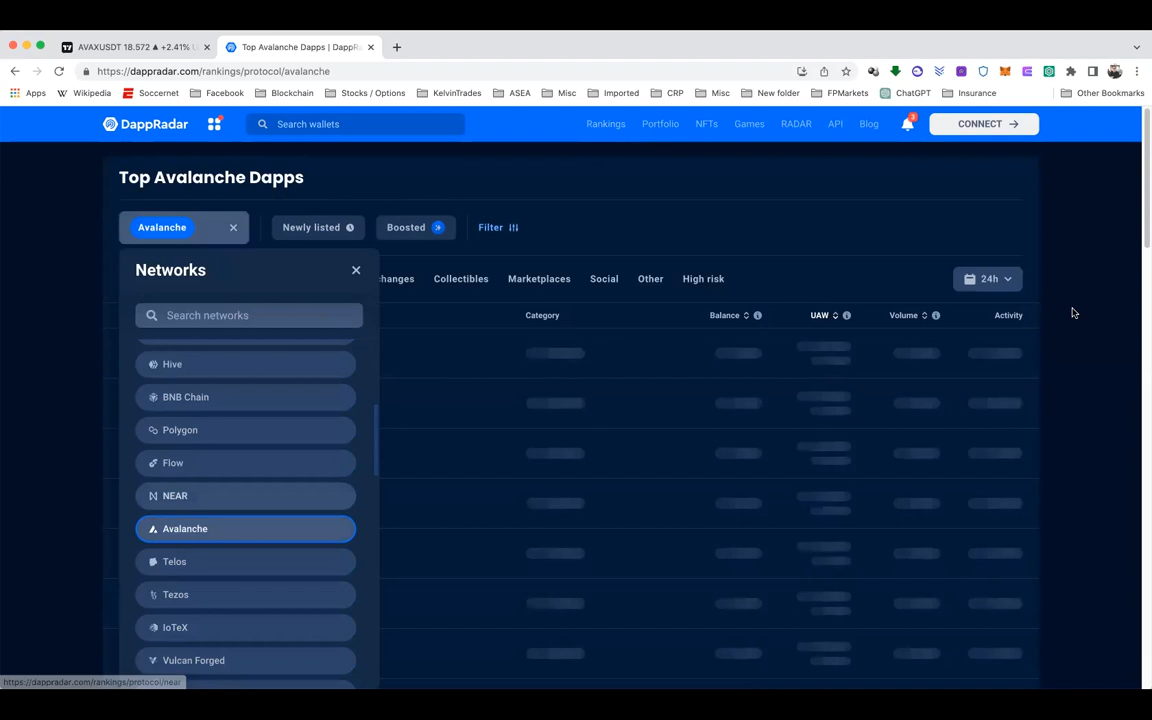 AVAXUSDT 18.572 ▲ +2.41%
Top Avalanche Dapps | DappR
https://dappradar.com/rankings/protocol/avalanche
Apps Wikipedia Soccernet Facebook Blockchain Stocks / Options KelvinTrades ASEA Misc Imported CRP Misc New folder FPMarkets ChatGPT Insurance Other Bookmarks
DappRadar Search wallets Rankings Portfolio NFTs Games RADAR API Blog 3 CONNECT
Top Avalanche Dapps
Avalanche Newly listed Boosted Filter
Networks
changes Collectibles Marketplaces Social Other High risk 24h
Search networks
Category Balance UAW Volume Activity
Hive
BNB Chain
Polygon
Flow
NEAR
Avalanche
Telos
Tezos
IoTeX
Vulcan Forged
https://dappradar.com/rankings/protocol/near